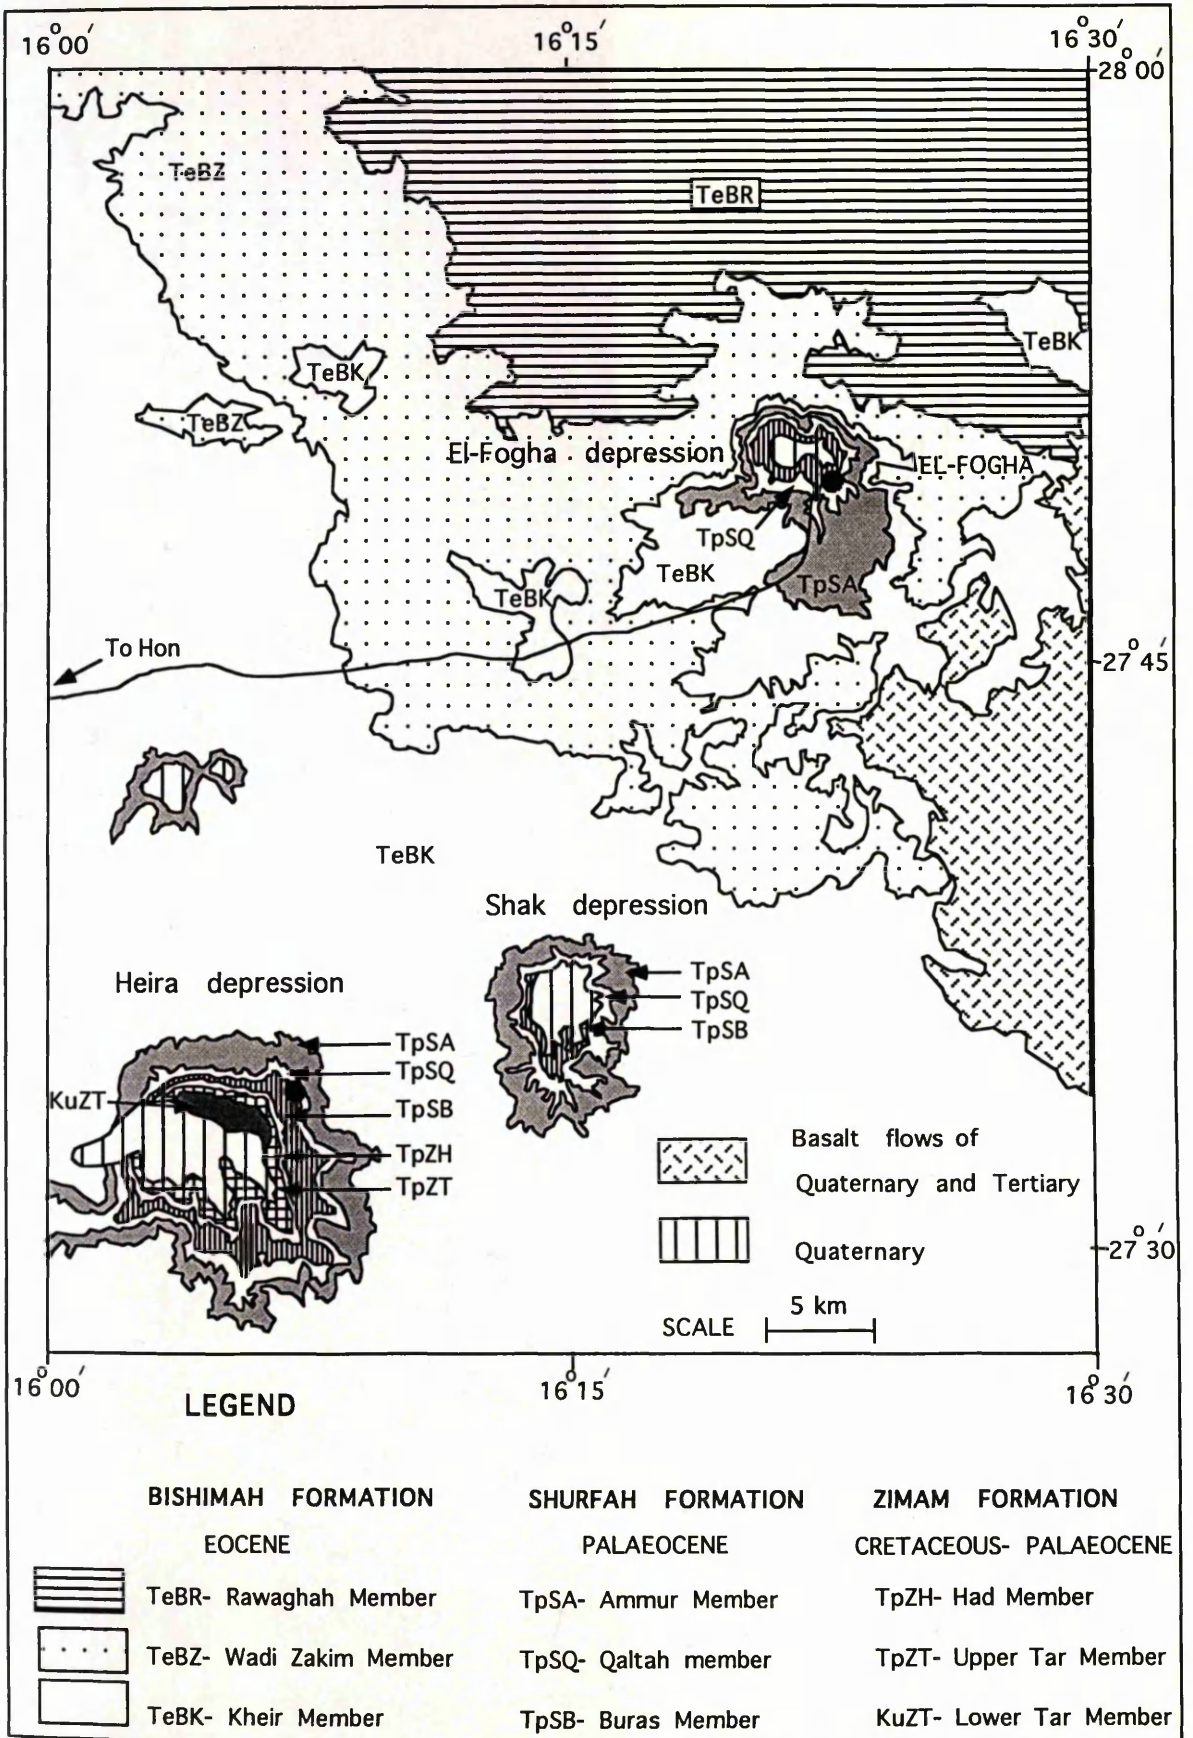 16°00′ 16°15′ 16°30′
28°00′
TeBZ
TeBR
TeBK
A
TeBK
TeBZ
El-Fogha depression
EL-FOGHA
TpSQ
TeBK
TpSA
TeBK
To Hon
27°45′
TeBK
Shak depression
TpSA
TpSQ
TpSB
Heira depression
TpSA
TpSQ
KuZT
TpSB
TpZH
TpZT
Basalt flows of
Quaternary and Tertiary
Quaternary
27°30′
5 km
SCALE
16°00′ 16°15′ 16°30′
LEGEND
BISHIMAH FORMATION SHURFAH FORMATION ZIMAM FORMATION
EOCENE PALAEOCENE CRETACEOUS- PALAEOCENE
TeBR- Rawaghah Member TpSA- Ammur Member TpZH- Had Member
TeBZ- Wadi Zakim Member TpSQ- Qaltah member TpZT- Upper Tar Member
TeBK- Kheir Member TpSB- Buras Member KuZT- Lower Tar Member